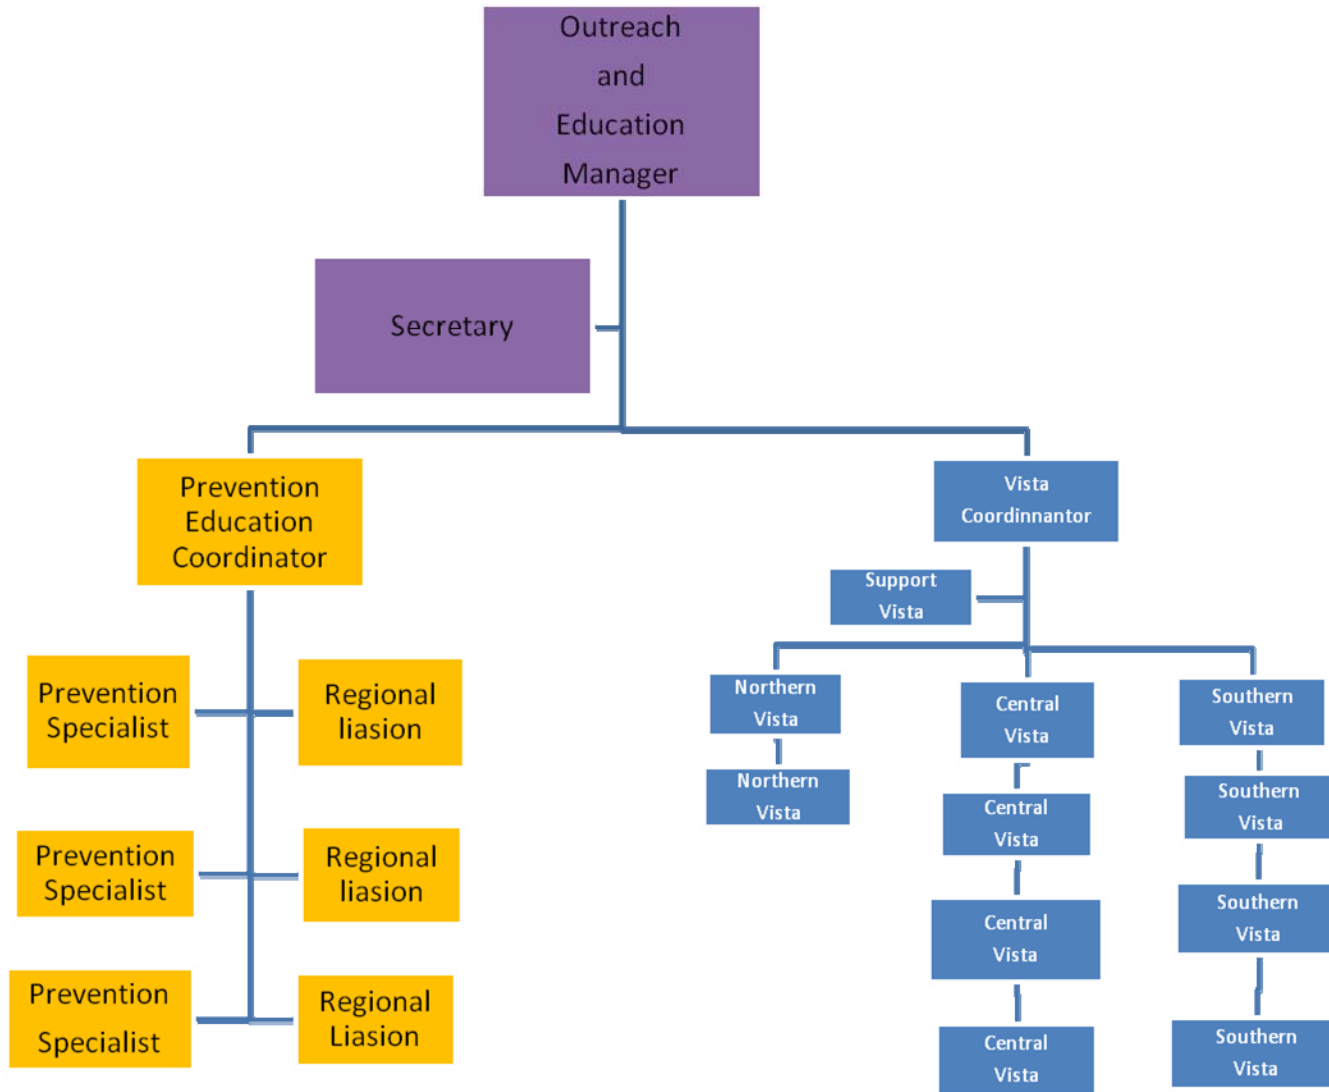 Outreach
and
Education
Manager
Secretary
Prevention
Education
Coordinator
Prevention
Specialist
Regional
liasion
Prevention
Specialist
Regional
liasion
Prevention
Specialist
Regional
Liasion
Vista
Coordinnantor
Support
Vista
Northern
Vista
Northern
Vista
Central
Vista
Central
Vista
Central
Vista
Central
Vista
Southern
Vista
Southern
Vista
Southern
Vista
Southern
Vista